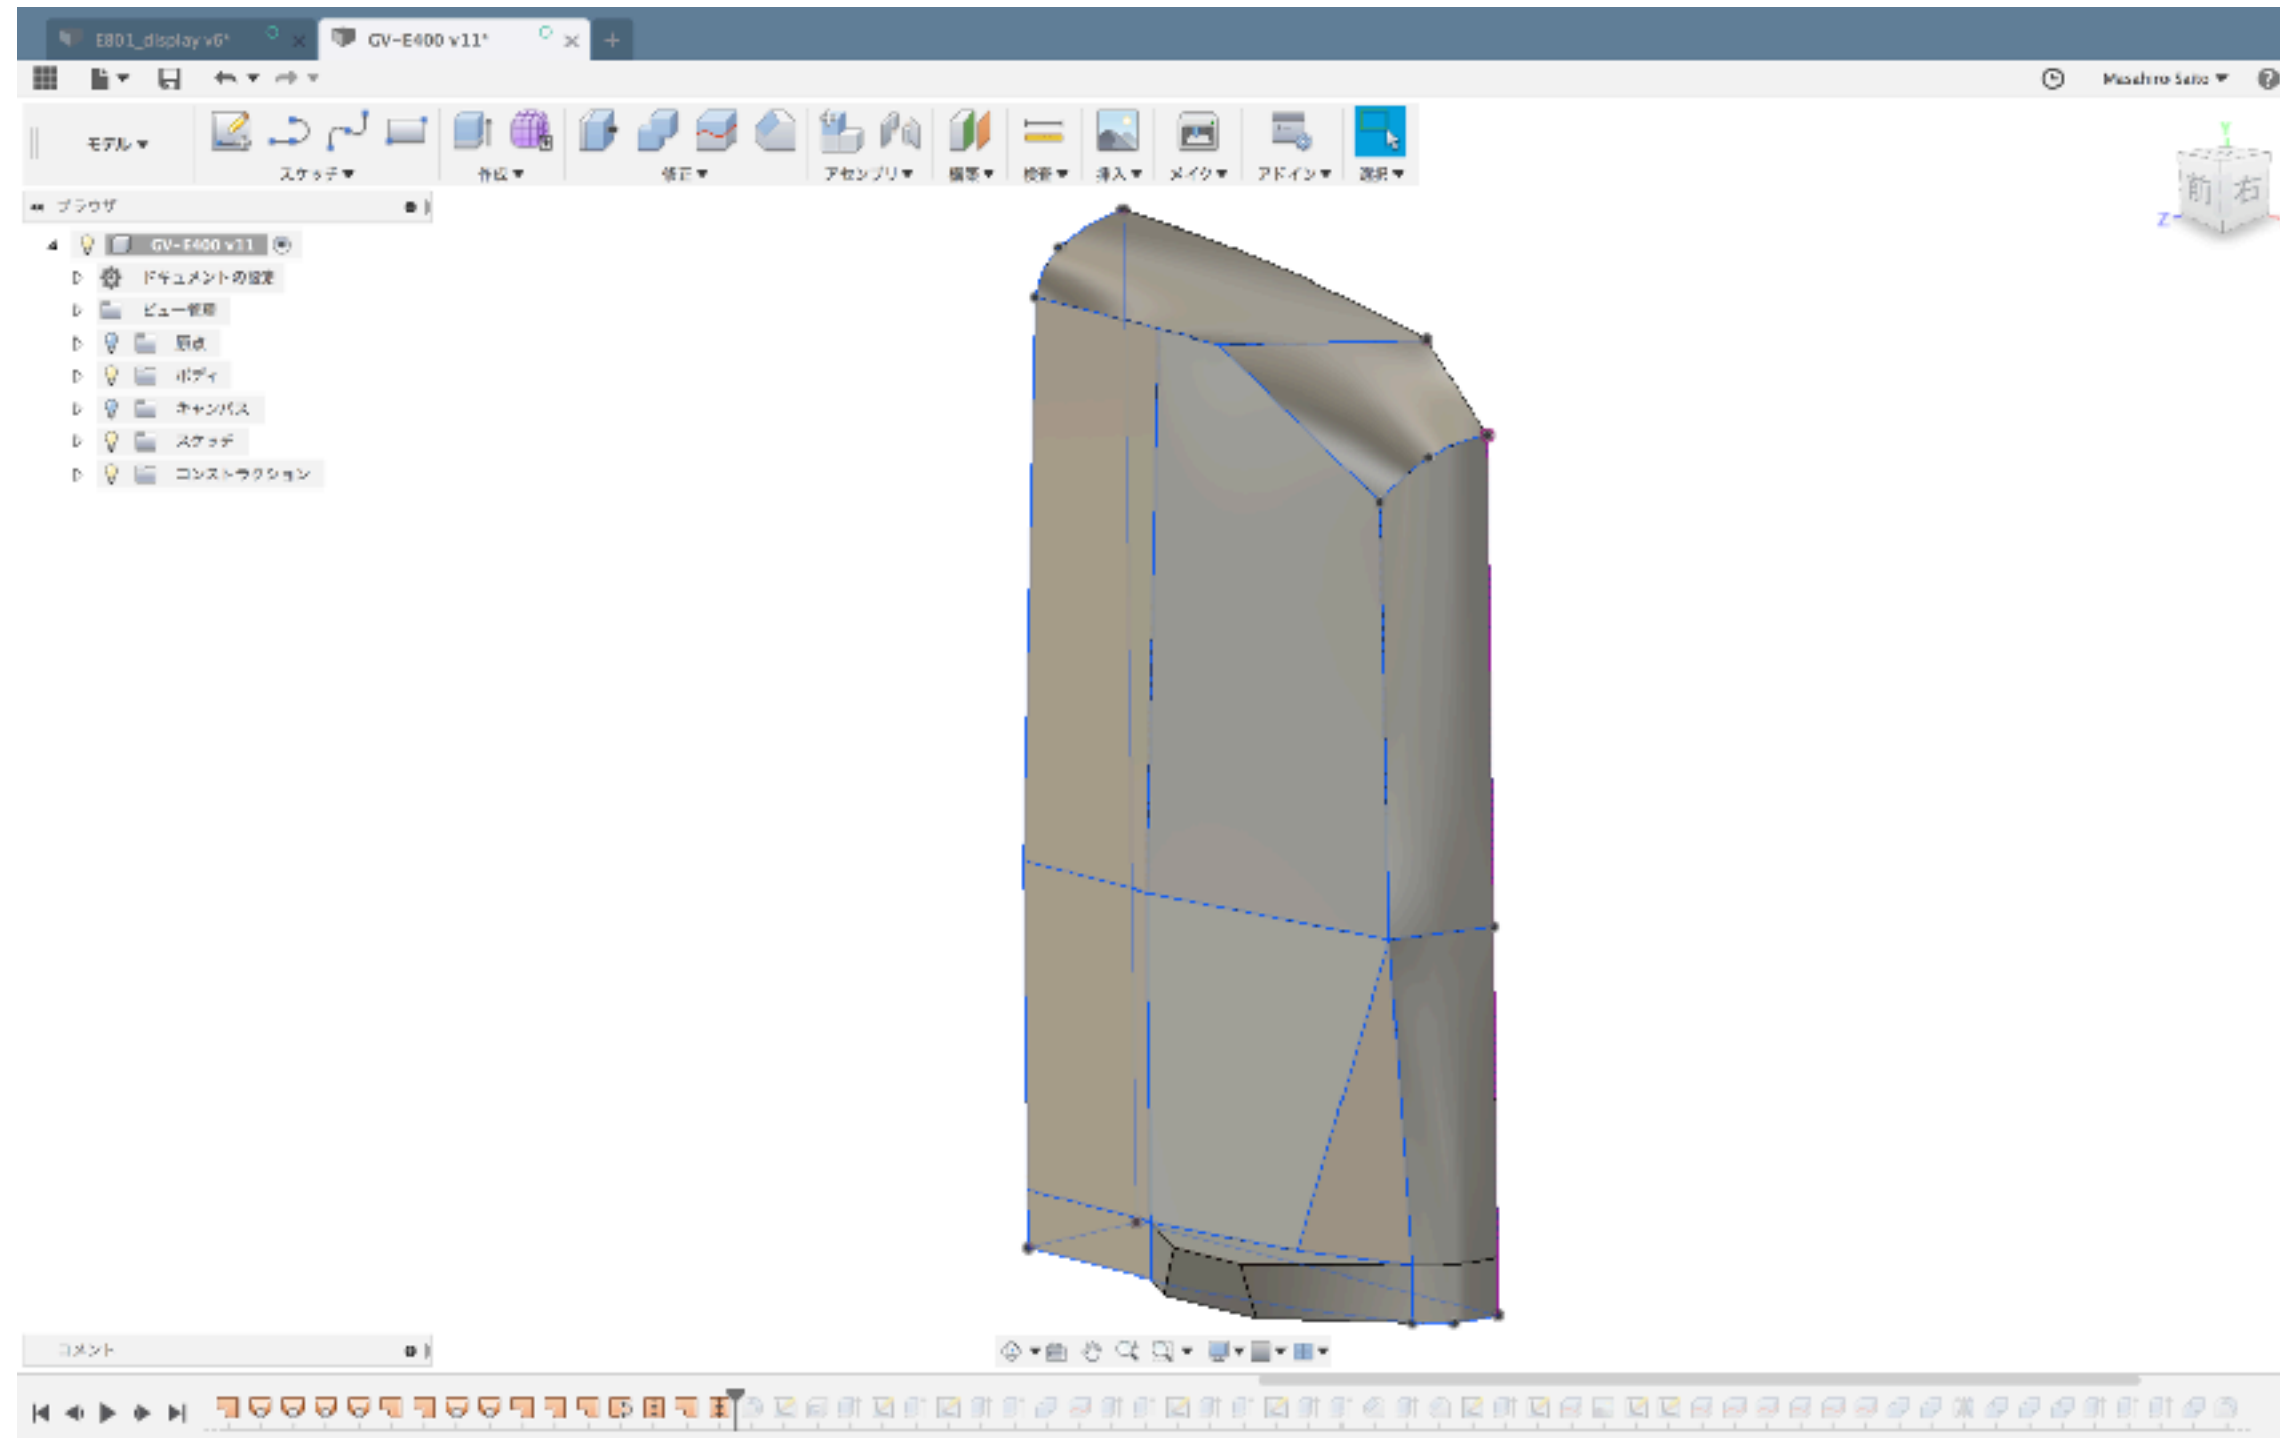 E801_display v6*
GV-E400 v11*
Masahiro Saito
モデル
スケッチ
作成
修正
アセンブリ
構築
検査
挿入
メイク
アドイン
選択
Y
前
右
Z
ブラウザ
GV-E400 v11
ドキュメントの設定
ビュー管理
原点
ボディ
キャンバス
スケッチ
コンストラクション
コメント